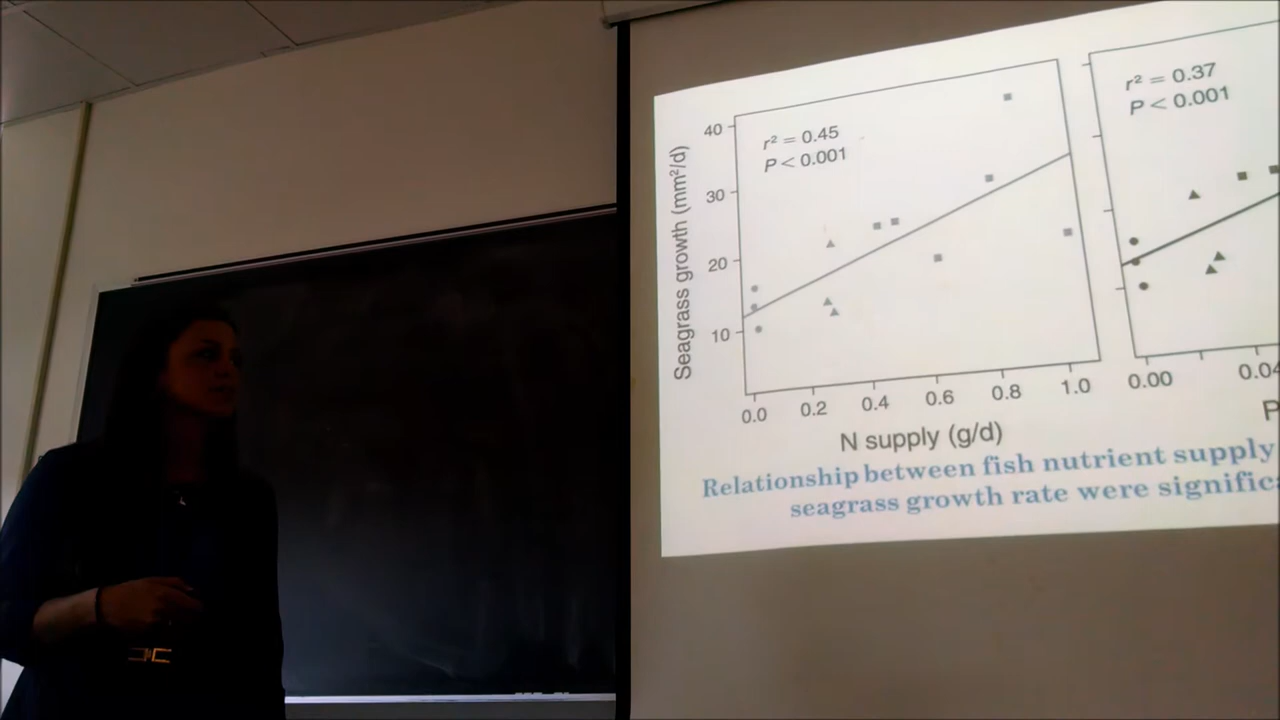 r² = 0.45
P < 0.001
40
30
20
10
Seagrass growth (mm²/d)
0.0 0.2 0.4 0.6 0.8 1.0
N supply (g/d)
r² = 0.37
P < 0.001
0.00 0.04
P
Relationship between fish nutrient supply
seagrass growth rate were signific